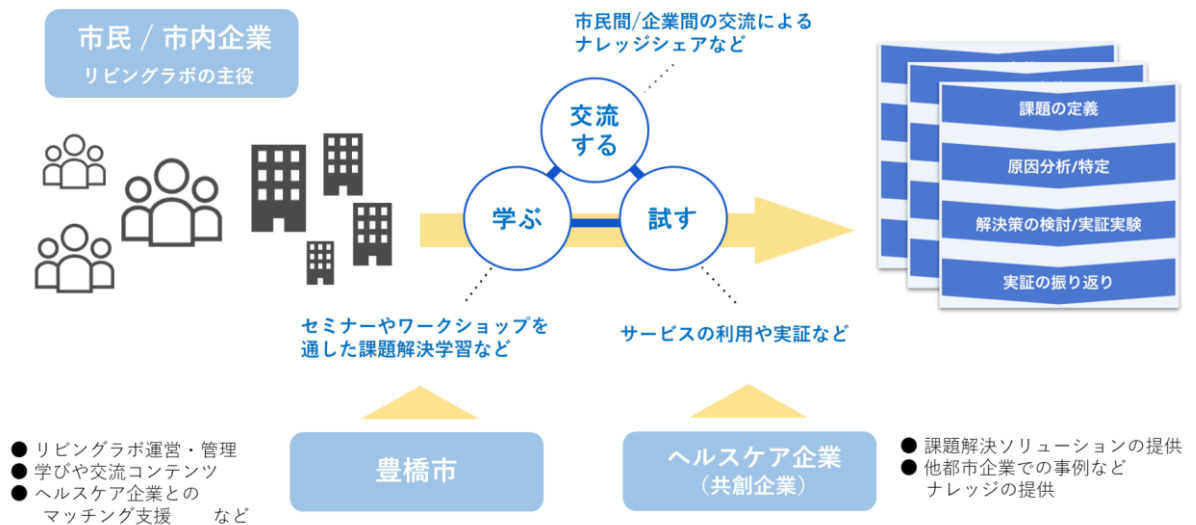 市民 / 市内企業
リビングラボの主役
市民間/企業間の交流による
ナレッジシェアなど
交流
する
学ぶ
試す
セミナーやワークショップを
通した課題解決学習など
サービスの利用や実証など
課題の定義
原因分析/特定
解決策の検討/実証実験
実証の振り返り
● リビングラボ運営・管理
● 学びや交流コンテンツ
● ヘルスケア企業との
マッチング支援 など
豊橋市
ヘルスケア企業
（共創企業）
● 課題解決ソリューションの提供
● 他都市企業での事例など
ナレッジの提供